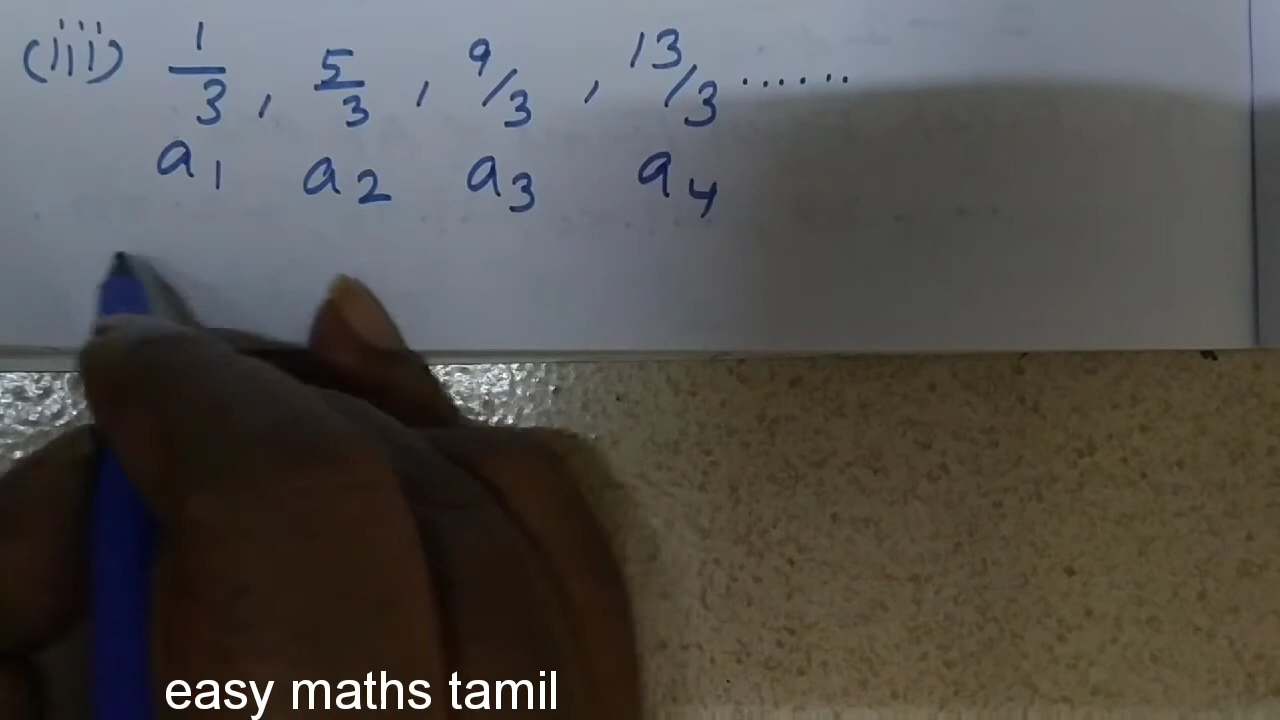 (iii) 1/3 , 5/3 , 9/3 , 13/3 ......
a1 a2 a3 a4
easy maths tamil